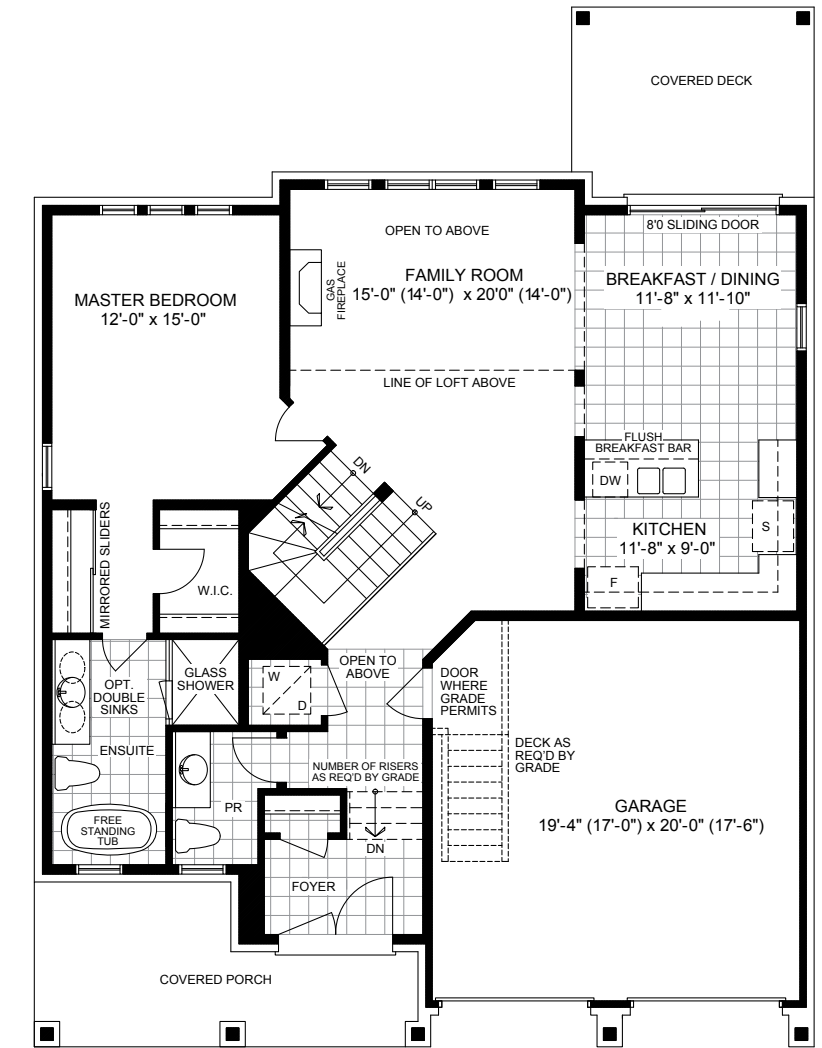 COVERED DECK
8'0 SLIDING DOOR
OPEN TO ABOVE
FAMILY ROOM
15'-0" (14'-0") x 20'0" (14'-0")
GAS
FIREPLACE
BREAKFAST / DINING
11'-8" x 11'-10"
MASTER BEDROOM
12'-0" x 15'-0"
LINE OF LOFT ABOVE
FLUSH
BREAKFAST BAR
DW
DN
UP
KITCHEN
11'-8" x 9'-0"
S
F
MIRRORED SLIDERS
W.I.C.
OPEN TO
ABOVE
GLASS
SHOWER
W
D
OPT.
DOUBLE
SINKS
DOOR
WHERE
GRADE
PERMITS
ENSUITE
DECK AS
REQ'D BY
GRADE
NUMBER OF RISERS
AS REQ'D BY GRADE
PR
GARAGE
19'-4" (17'-0") x 20'-0" (17'-6")
FREE
STANDING
TUB
DN
FOYER
COVERED PORCH